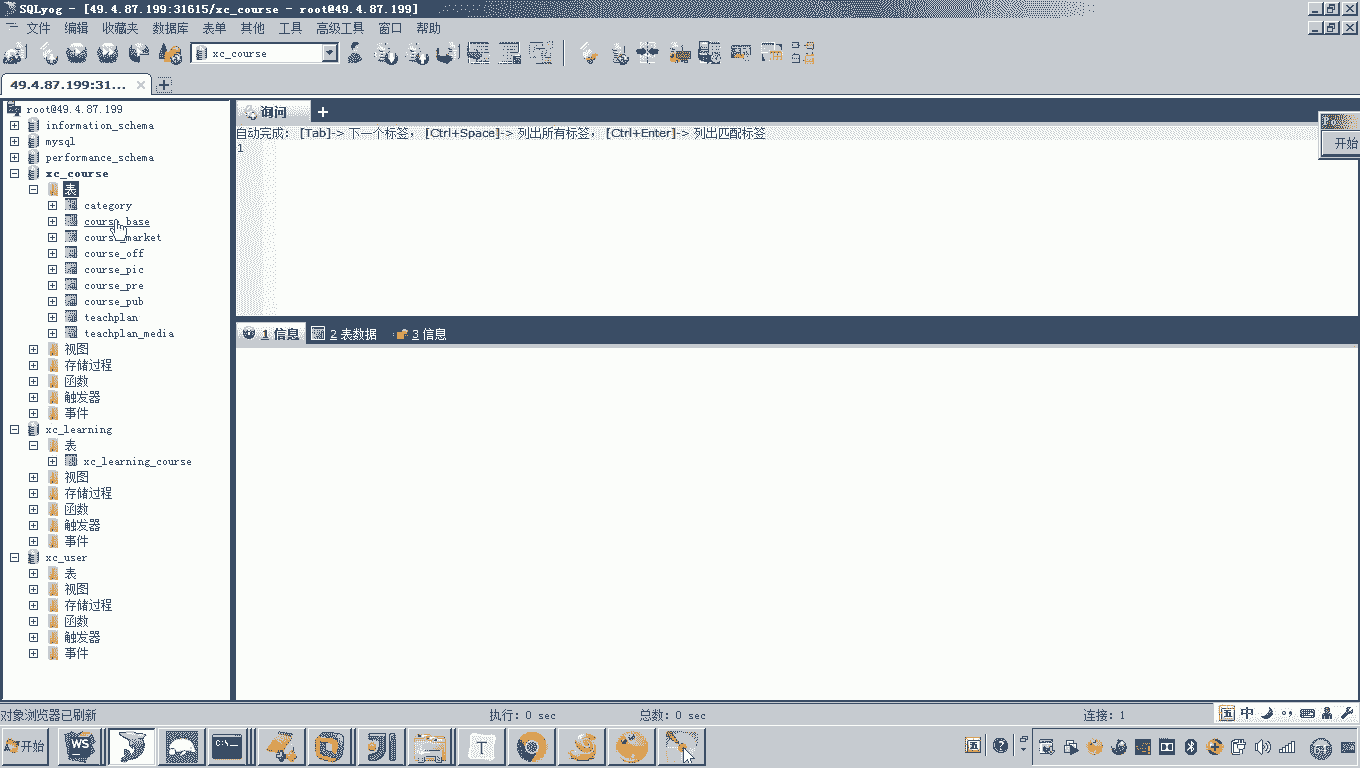 SQLyog - [49.4.87.199:31615/xc_course - root@49.4.87.199]
文件 编辑 收藏夹 数据库 表单 其他 工具 高级工具 窗口 帮助
xc_course
49.4.87.199:31...
root@49.4.87.199
information_schema
mysql
performance_schema
xc_course
表
category
course_base
course_market
course_off
course_pic
course_pre
course_pub
teachplan
teachplan_media
视图
存储过程
函数
触发器
事件
xc_learning
表
xc_learning_course
视图
存储过程
函数
触发器
事件
xc_user
表
视图
存储过程
函数
触发器
事件
询问
自动完成: [Tab]-> 下一个标签， [Ctrl+Space]-> 列出所有标签， [Ctrl+Enter]-> 列出匹配标签
1
开始
1 信息 2 表数据 3 信息
对象浏览器已刷新 执行: 0 sec 总数: 0 sec 连接: 1
五 中
开始 WS C:\ T 五